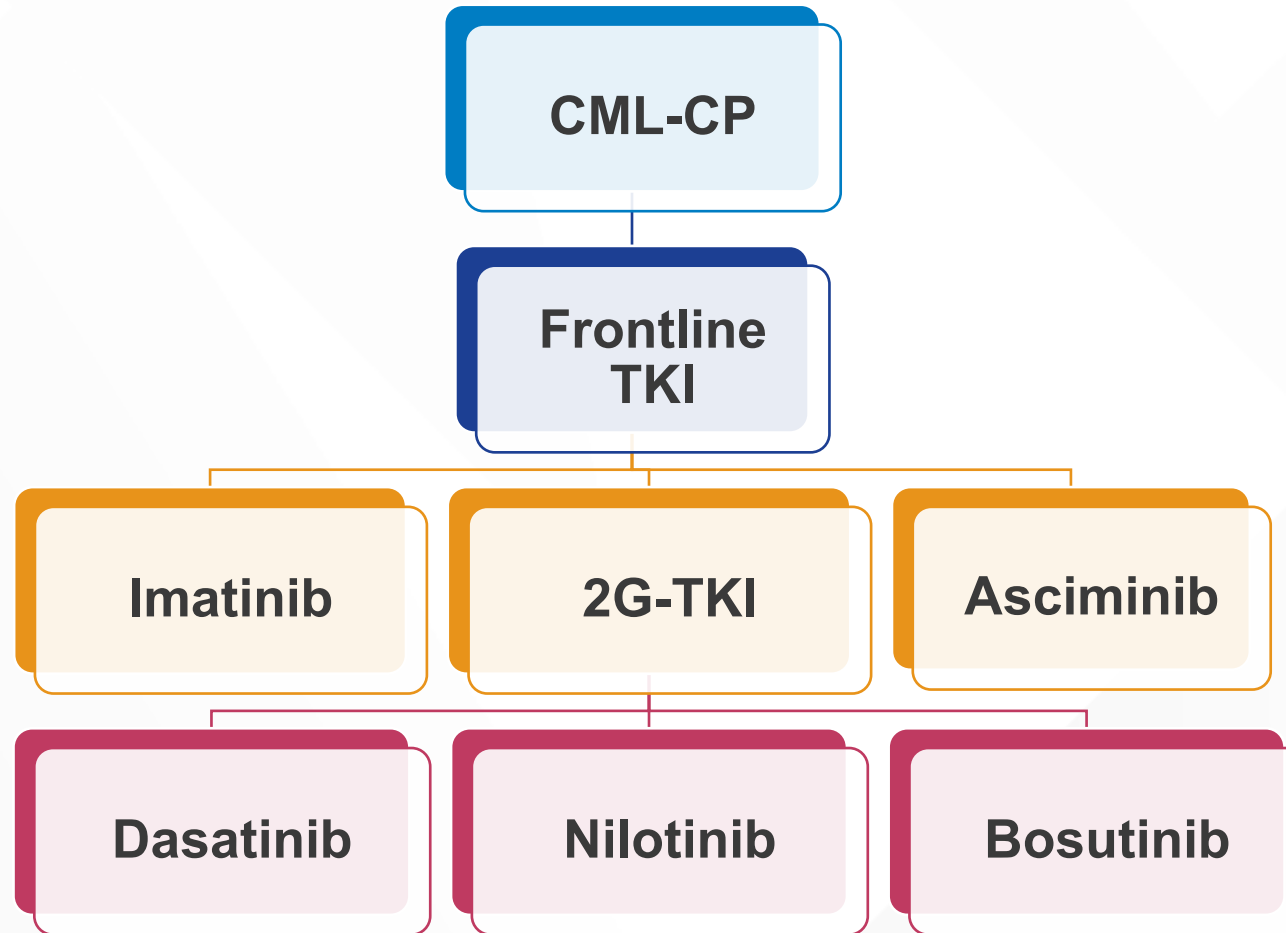 CML-CP
Frontline
TKI
Imatinib
2G-TKI
Asciminib
Dasatinib
Nilotinib
Bosutinib